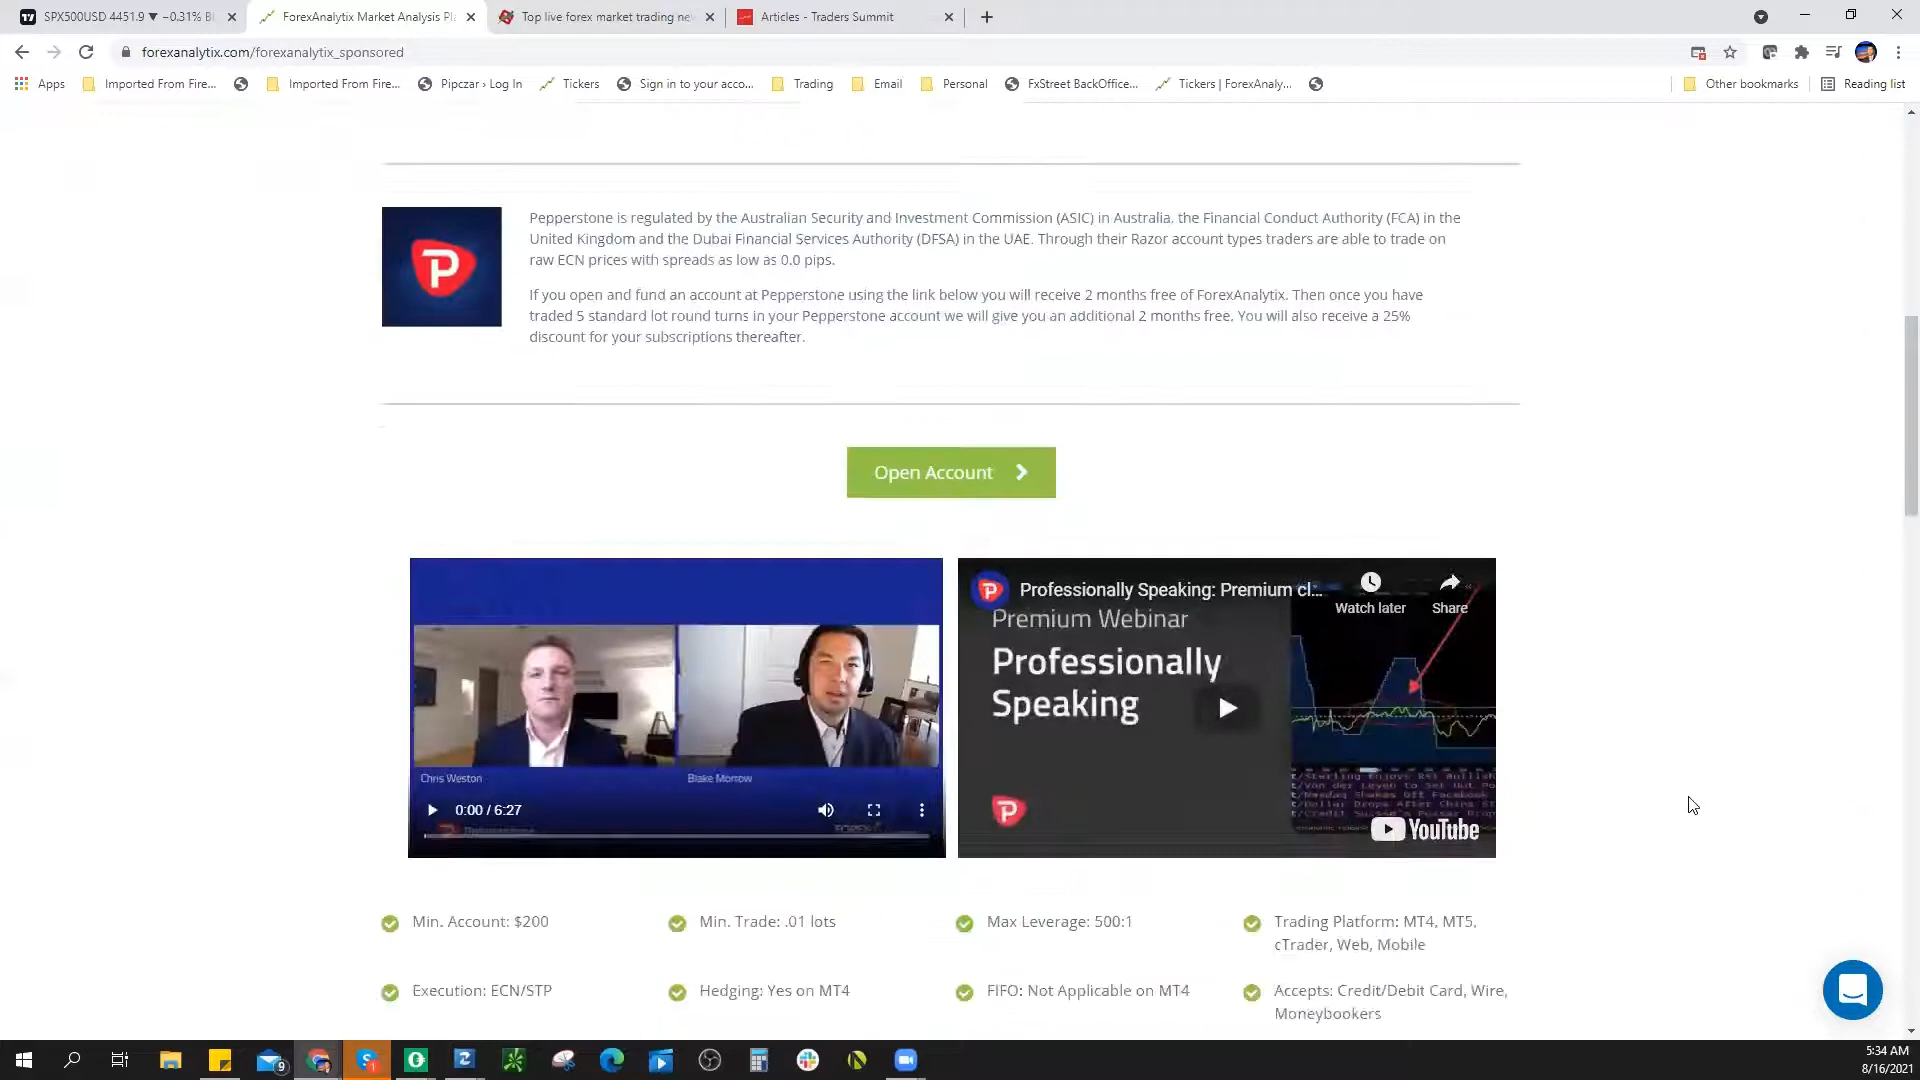 SPX500USD 4451.9 ▼ −0.31%
ForexAnalytix Market Analysis Pl
Top live forex market trading ne
Articles - Traders Summit
forexanalytix.com/forexanalytix_sponsored
Apps
Imported From Fire...
Imported From Fire...
Pipczar › Log In
Tickers
Sign in to your acco...
Trading
Email
Personal
FxStreet BackOffice...
Tickers | ForexAnaly...
Other bookmarks
Reading list
Pepperstone is regulated by the Australian Security and Investment Commission (ASIC) in Australia, the Financial Conduct Authority (FCA) in the
United Kingdom and the Dubai Financial Services Authority (DFSA) in the UAE. Through their Razor account types traders are able to trade on
raw ECN prices with spreads as low as 0.0 pips.
If you open and fund an account at Pepperstone using the link below you will receive 2 months free of ForexAnalytix. Then once you have
traded 5 standard lot round turns in your Pepperstone account we will give you an additional 2 months free. You will also receive a 25%
discount for your subscriptions thereafter.
Open Account
Chris Weston
Blake Morrow
0:00 / 6:27
Professionally Speaking: Premium cl...
Watch later
Share
Premium Webinar
Professionally
Speaking
YouTube
Min. Account: $200
Min. Trade: .01 lots
Max Leverage: 500:1
Trading Platform: MT4, MT5,
cTrader, Web, Mobile
Execution: ECN/STP
Hedging: Yes on MT4
FIFO: Not Applicable on MT4
Accepts: Credit/Debit Card, Wire,
Moneybookers
5:34 AM
8/16/2021